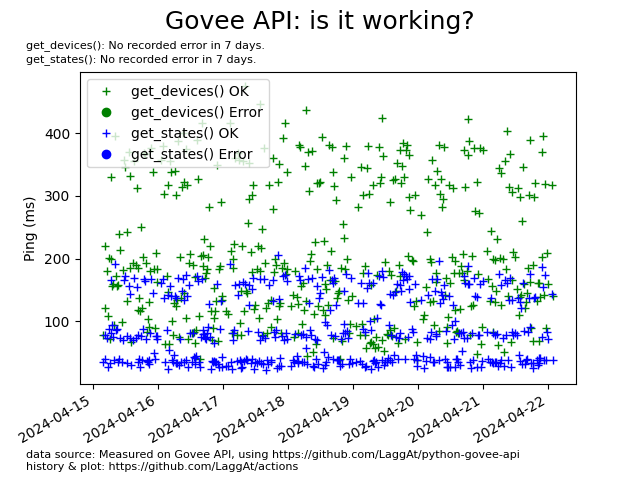 Govee API: is it working?
get_devices(): No recorded error in 7 days.
get_states(): No recorded error in 7 days.
get_devices() OK
get_devices() Error
get_states() OK
get_states() Error
Ping (ms)
400
300
200
100
2024-04-15
2024-04-16
2024-04-17
2024-04-18
2024-04-19
2024-04-20
2024-04-21
2024-04-22
data source: Measured on Govee API, using https://github.com/LaggAt/python-govee-api
history & plot: https://github.com/LaggAt/actions